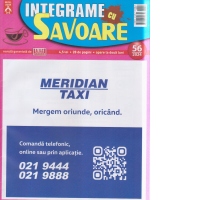 INTEGRAME cu
SAVOARE
56
MERIDIAN
TAXI
Mergem oriunde, oricând.
Comandă telefonic,
online sau prin aplicație.
021 9444
021 9888